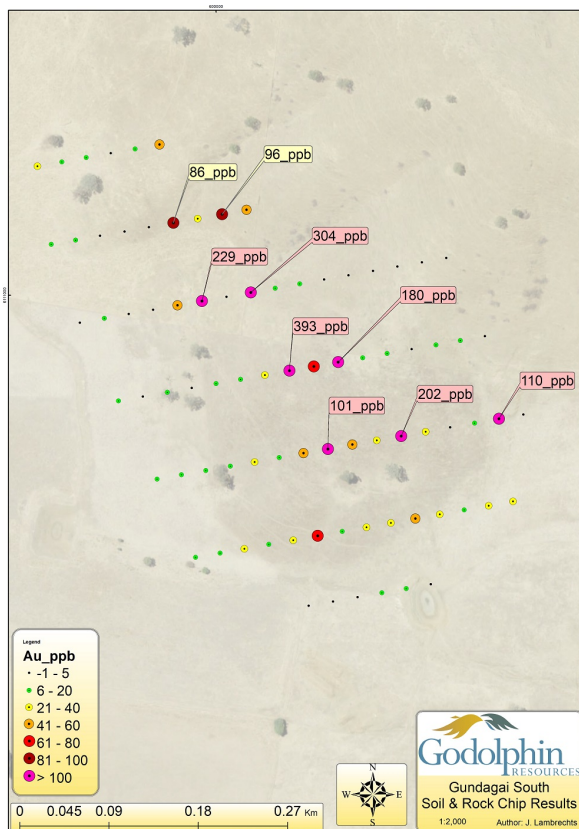 600000
86_ppb
96_ppb
229_ppb
304_ppb
393_ppb
180_ppb
101_ppb
202_ppb
110_ppb
Legend
Au_ppb
-1 - 5
6 - 20
21 - 40
41 - 60
61 - 80
81 - 100
> 100
0 0.045 0.09 0.18 0.27 Km
N
W E
S
Godolphin
RESOURCES
Gundagai South
Soil & Rock Chip Results
1:2,000 Author: J. Lambrechts